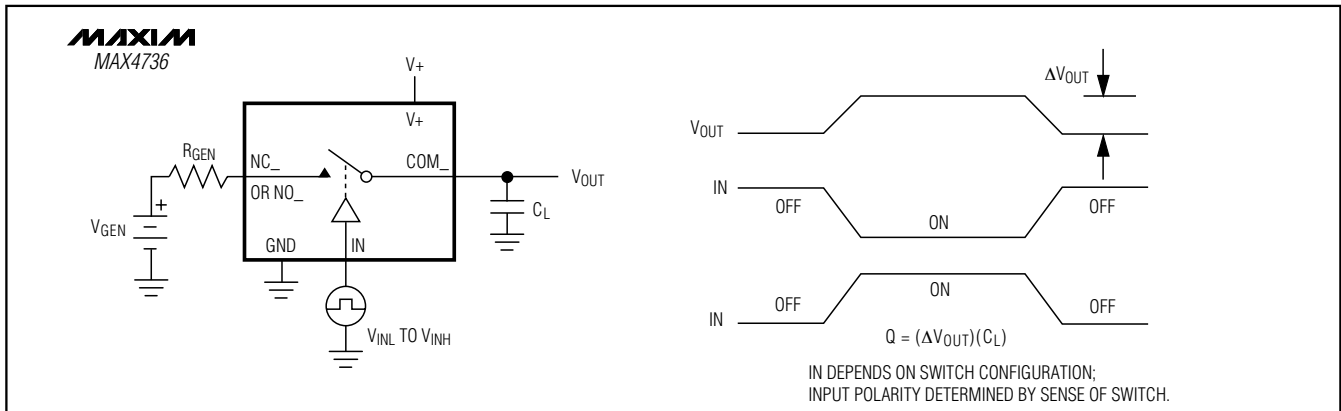 MAXIM
MAX4736
V+
V+
RGEN
NC_
COM_
OR NO_
VOUT
CL
VGEN
+
GND
IN
VINL TO VINH
ΔVOUT
VOUT
IN
OFF
ON
OFF
IN
OFF
ON
OFF
Q = (ΔVOUT)(CL)
IN DEPENDS ON SWITCH CONFIGURATION;
INPUT POLARITY DETERMINED BY SENSE OF SWITCH.